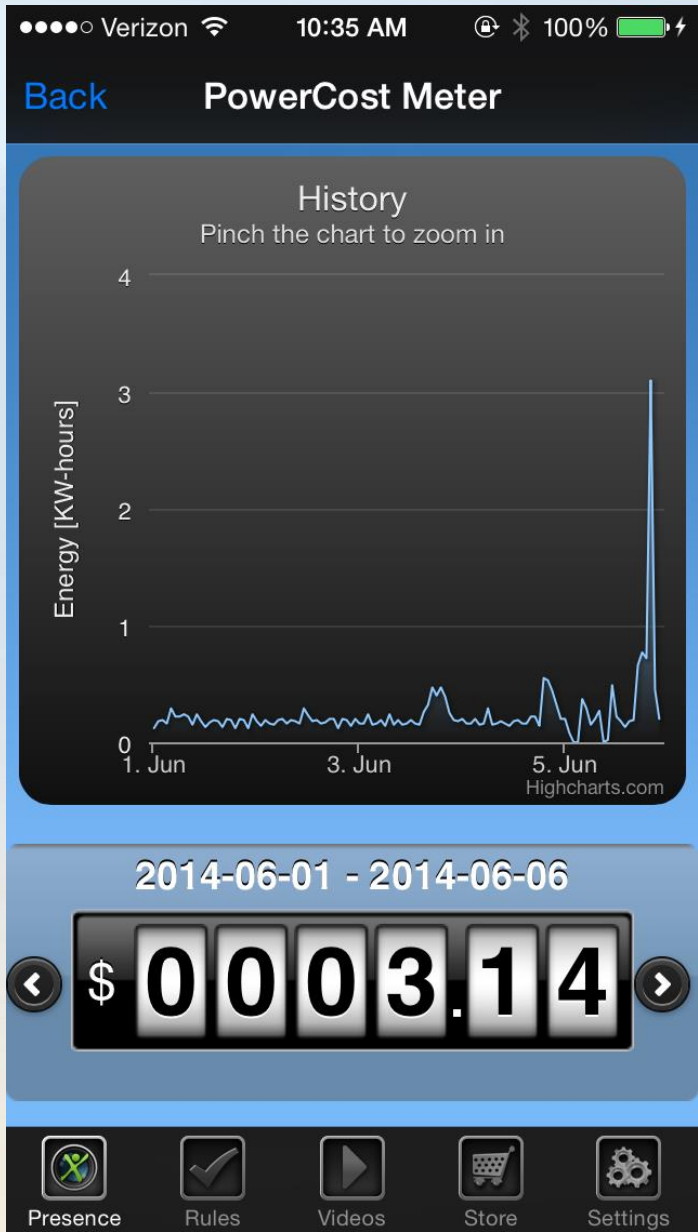 Verizon 10:35 AM 100%
Back PowerCost Meter
History
Pinch the chart to zoom in
4
3
2
1
0
Energy [KW-hours]
1. Jun 3. Jun 5. Jun
Highcharts.com
2014-06-01 - 2014-06-06
$ 0003.14
Presence Rules Videos Store Settings